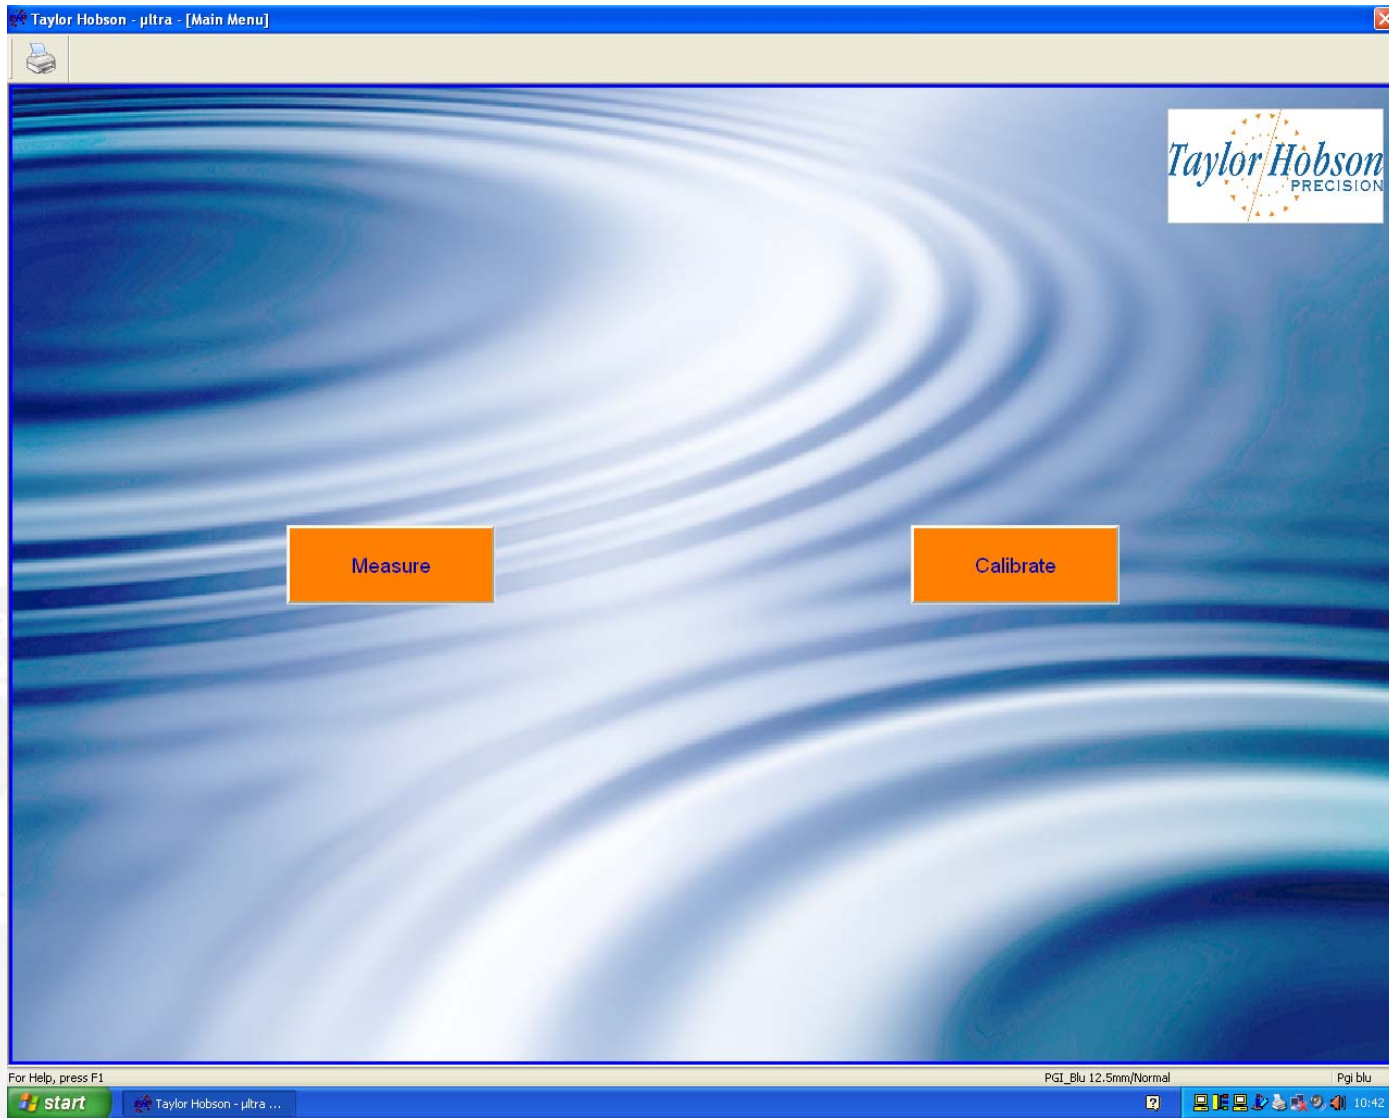 Taylor Hobson - µltra - [Main Menu]
Taylor Hobson
PRECISION
Measure
Calibrate
For Help, press F1
PGI_Blu 12.5mm/Normal
Pgi blu
start
Taylor Hobson - µltra ...
10:42